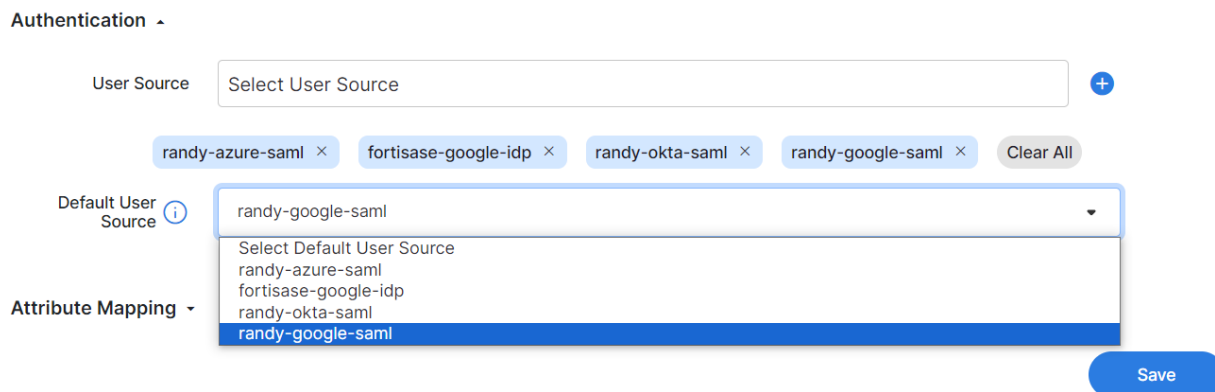 Authentication
User Source
Select User Source
randy-azure-saml × fortisase-google-idp × randy-okta-saml × randy-google-saml × Clear All
Default User
Source
randy-google-saml
Select Default User Source
randy-azure-saml
fortisase-google-idp
randy-okta-saml
randy-google-saml
Attribute Mapping
Save